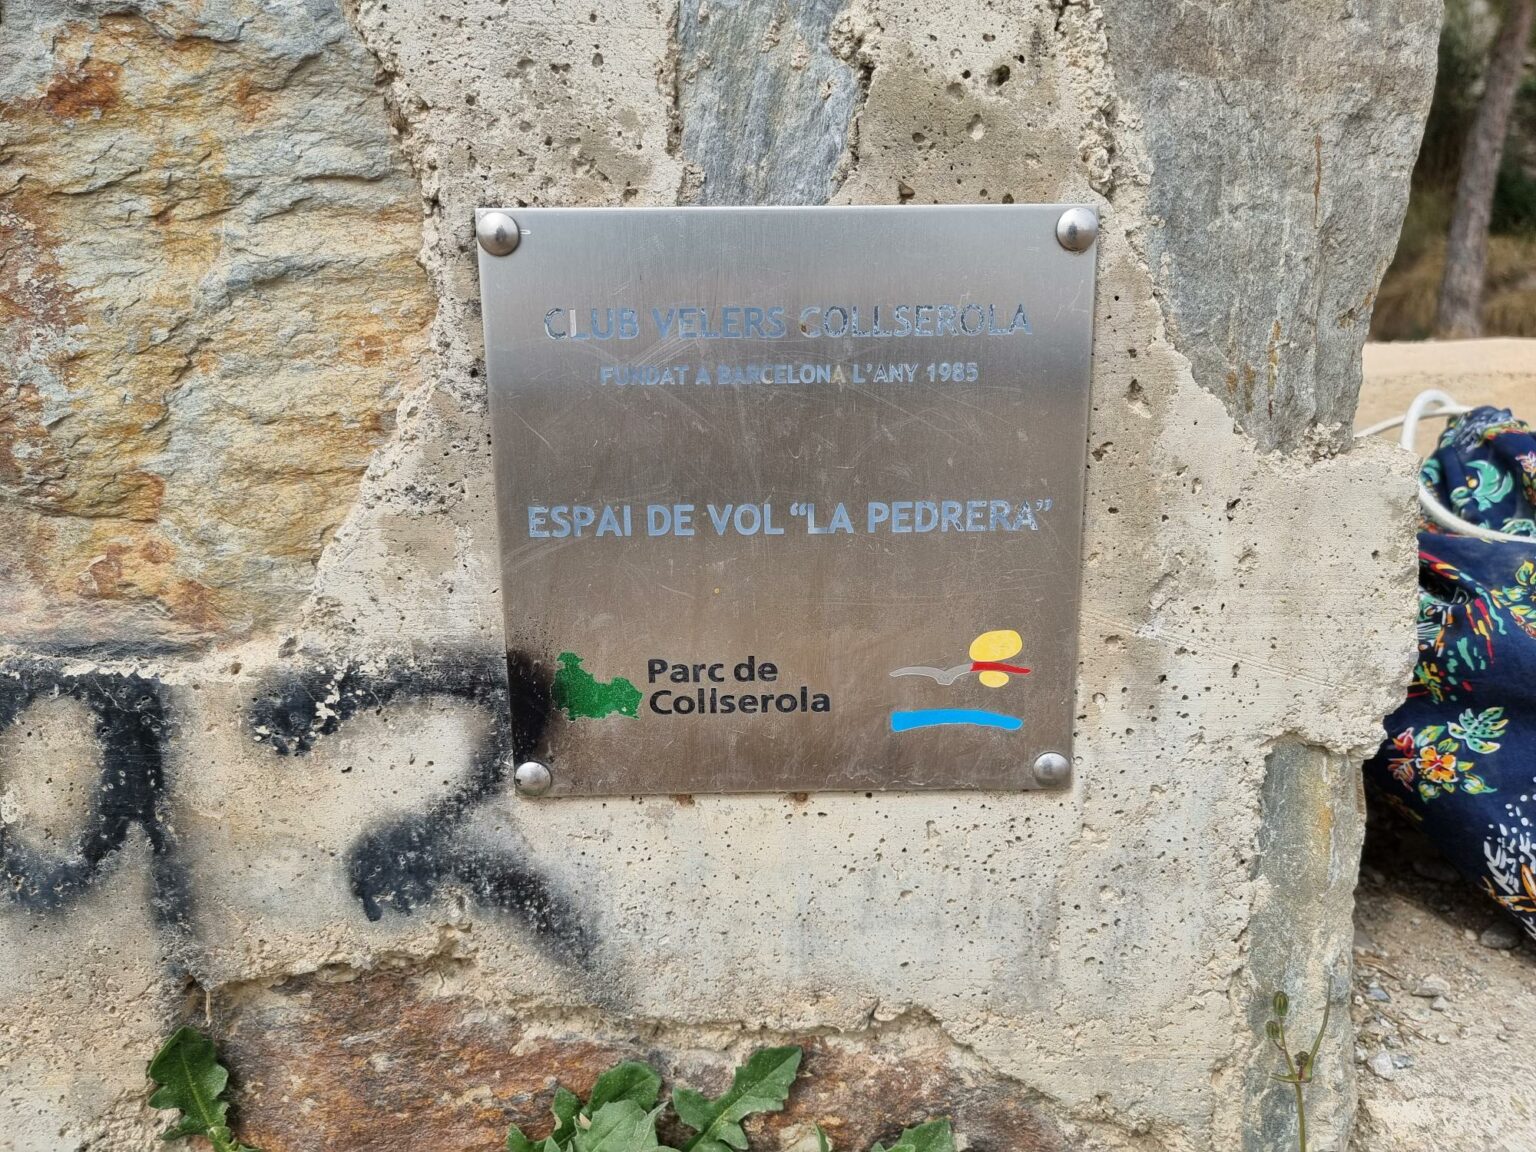 CLUB VELERS COLLSEROLA
FUNDAT A BARCELONA L'ANY 1985
ESPAI DE VOL “LA PEDRERA”
Parc de
Collserola